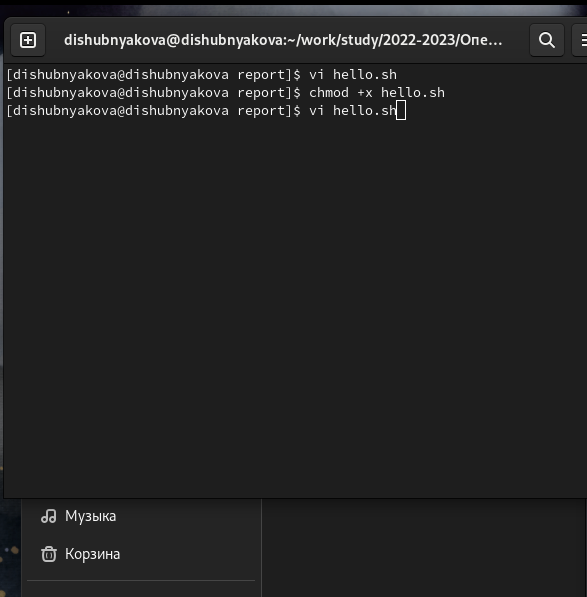 dishubnyakova@dishubnyakova:~/work/study/2022-2023/Опе...
[dishubnyakova@dishubnyakova report]$ vi hello.sh
[dishubnyakova@dishubnyakova report]$ chmod +x hello.sh
[dishubnyakova@dishubnyakova report]$ vi hello.sh
Музыка
Корзина